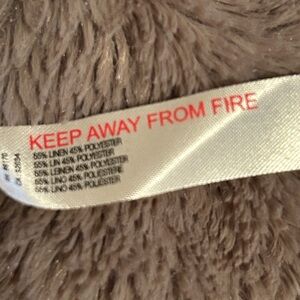 KEEP AWAY FROM FIRE
55% LINEN 45% POLYESTER
55% LIN 45% POLYESTER
55% LEINEN 45% POLYESTER
55% LINO 45% POLIESTERE
55% LINO 45% POLIÉSTER